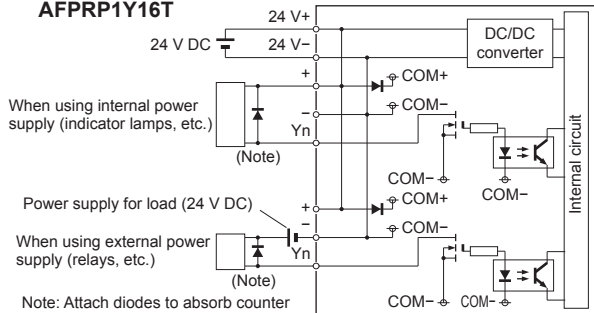 AFPRP1Y16T
24 V+
24 V DC
24 V−
DC/DC
converter
+
COM+
When using internal power
supply (indicator lamps, etc.)
−
COM−
Yn
(Note)
COM−
COM−
Internal circuit
Power supply for load (24 V DC)
+
COM+
−
COM−
When using external power
supply (relays, etc.)
Yn
(Note)
Note: Attach diodes to absorb counter
COM−
COM−